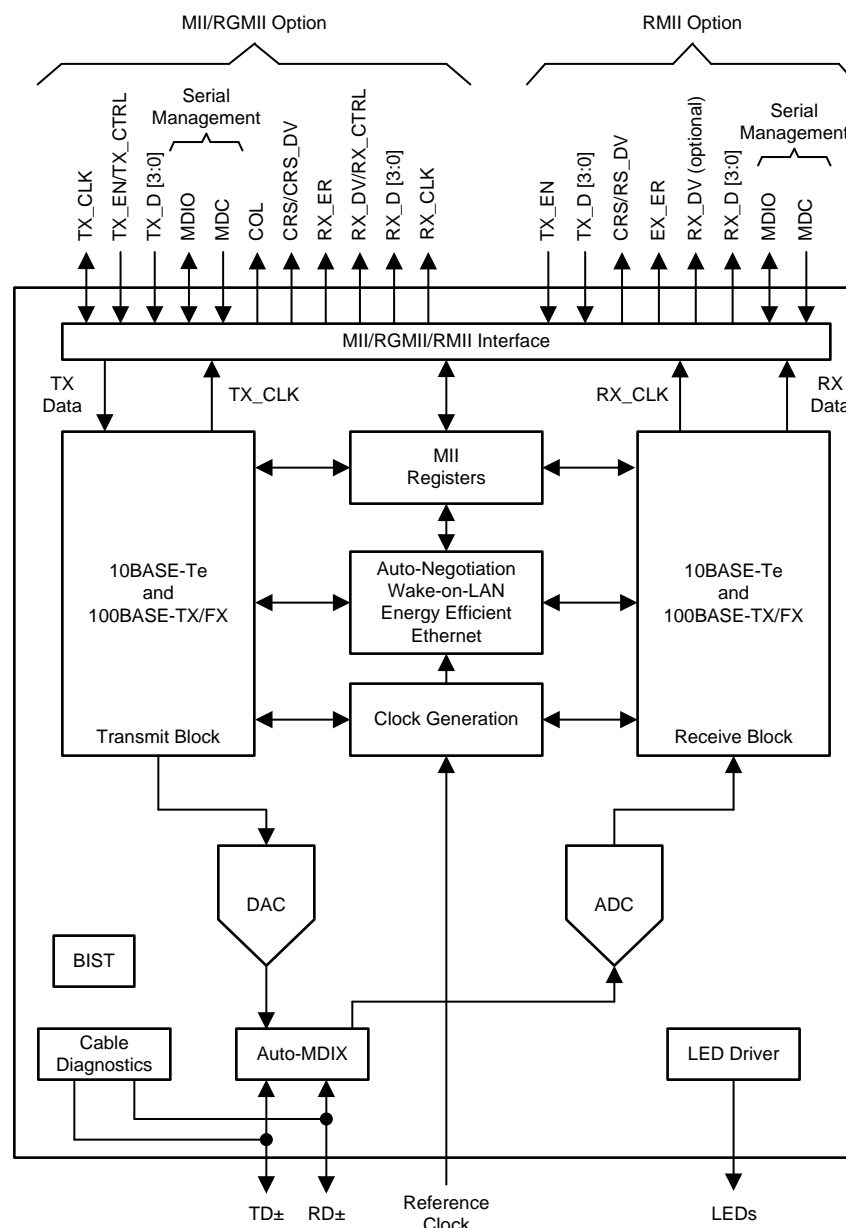 MII/RGMII Option
RMII Option
Serial
Management
Serial
Management
TX_CLK
TX_EN/TX_CTRL
TX_D [3:0]
MDIO
MDC
COL
CRS/CRS_DV
RX_ER
RX_DV/RX_CTRL
RX_D [3:0]
RX_CLK
TX_EN
TX_D [3:0]
CRS/RS_DV
EX_ER
RX_DV (optional)
RX_D [3:0]
MDIO
MDC
MII/RGMII/RMII Interface
TX
Data
TX_CLK
RX_CLK
RX
Data
MII
Registers
10BASE-Te
and
100BASE-TX/FX
Transmit Block
Auto-Negotiation
Wake-on-LAN
Energy Efficient
Ethernet
10BASE-Te
and
100BASE-TX/FX
Receive Block
Clock Generation
DAC
ADC
BIST
Cable
Diagnostics
Auto-MDIX
LED Driver
TD±
RD±
Reference
Clock
LEDs